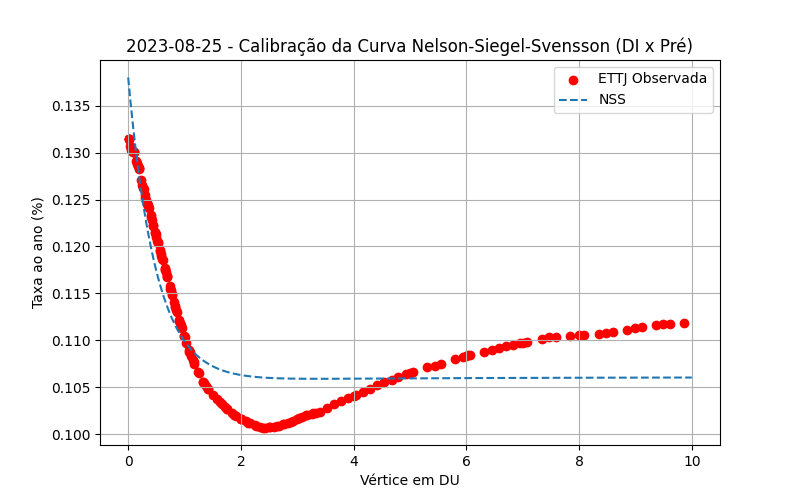 2023-08-25 - Calibração da Curva Nelson-Siegel-Svensson (DI x Pré)
ETTJ Observada
NSS
Taxa ao ano (%)
0.135
0.130
0.125
0.120
0.115
0.110
0.105
0.100
0 2 4 6 8 10
Vértice em DU